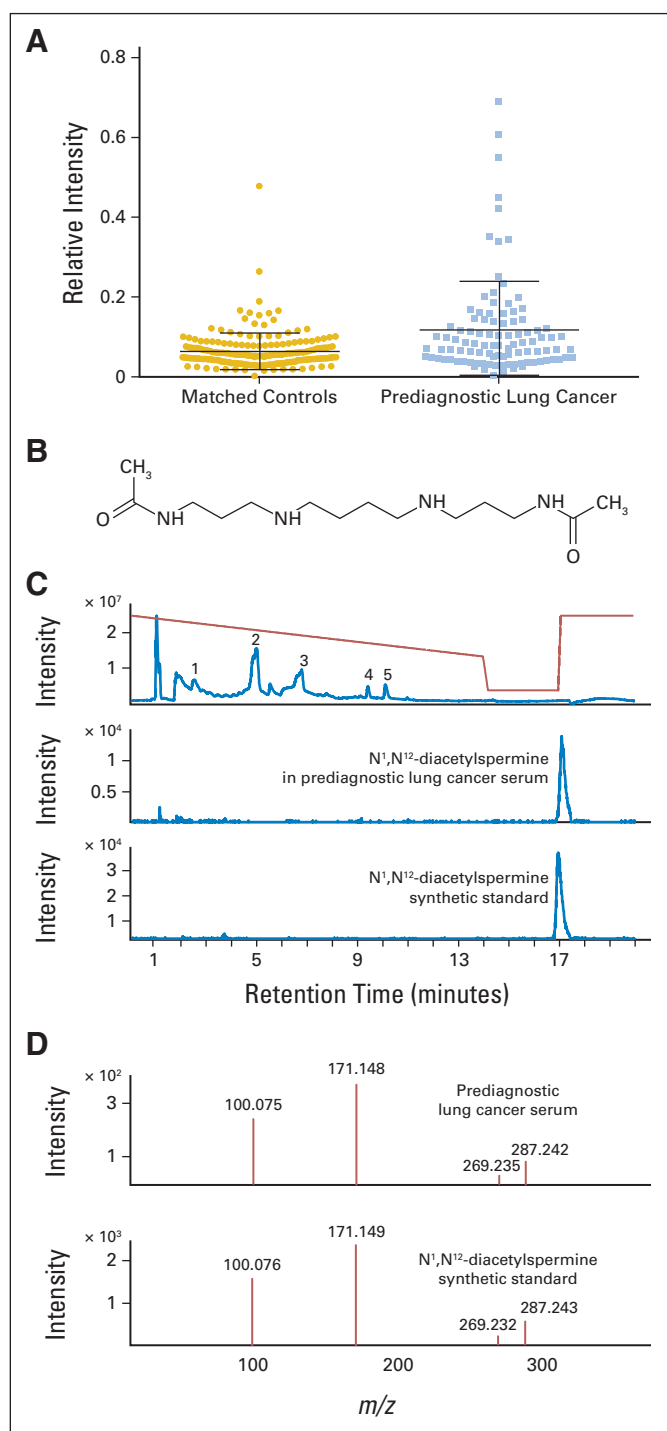 A
0.8
0.6
0.4
0.2
0
Relative Intensity
Matched Controls
Prediagnostic Lung Cancer
B
CH₃
O
NH
NH
NH
NH
CH₃
O
C
× 10⁷
2
1
Intensity
1
2
3
4
5
× 10⁴
1
0.5
Intensity
N¹,N¹²-diacetylspermine
in prediagnostic lung cancer serum
× 10⁴
3
2
1
Intensity
N¹,N¹²-diacetylspermine
synthetic standard
1 5 9 13 17
Retention Time (minutes)
D
× 10²
3
1
Intensity
100.075
171.148
269.235
287.242
Prediagnostic
lung cancer serum
× 10³
2
1
Intensity
100.076
171.149
269.232
287.243
N¹,N¹²-diacetylspermine
synthetic standard
100 200 300
m/z